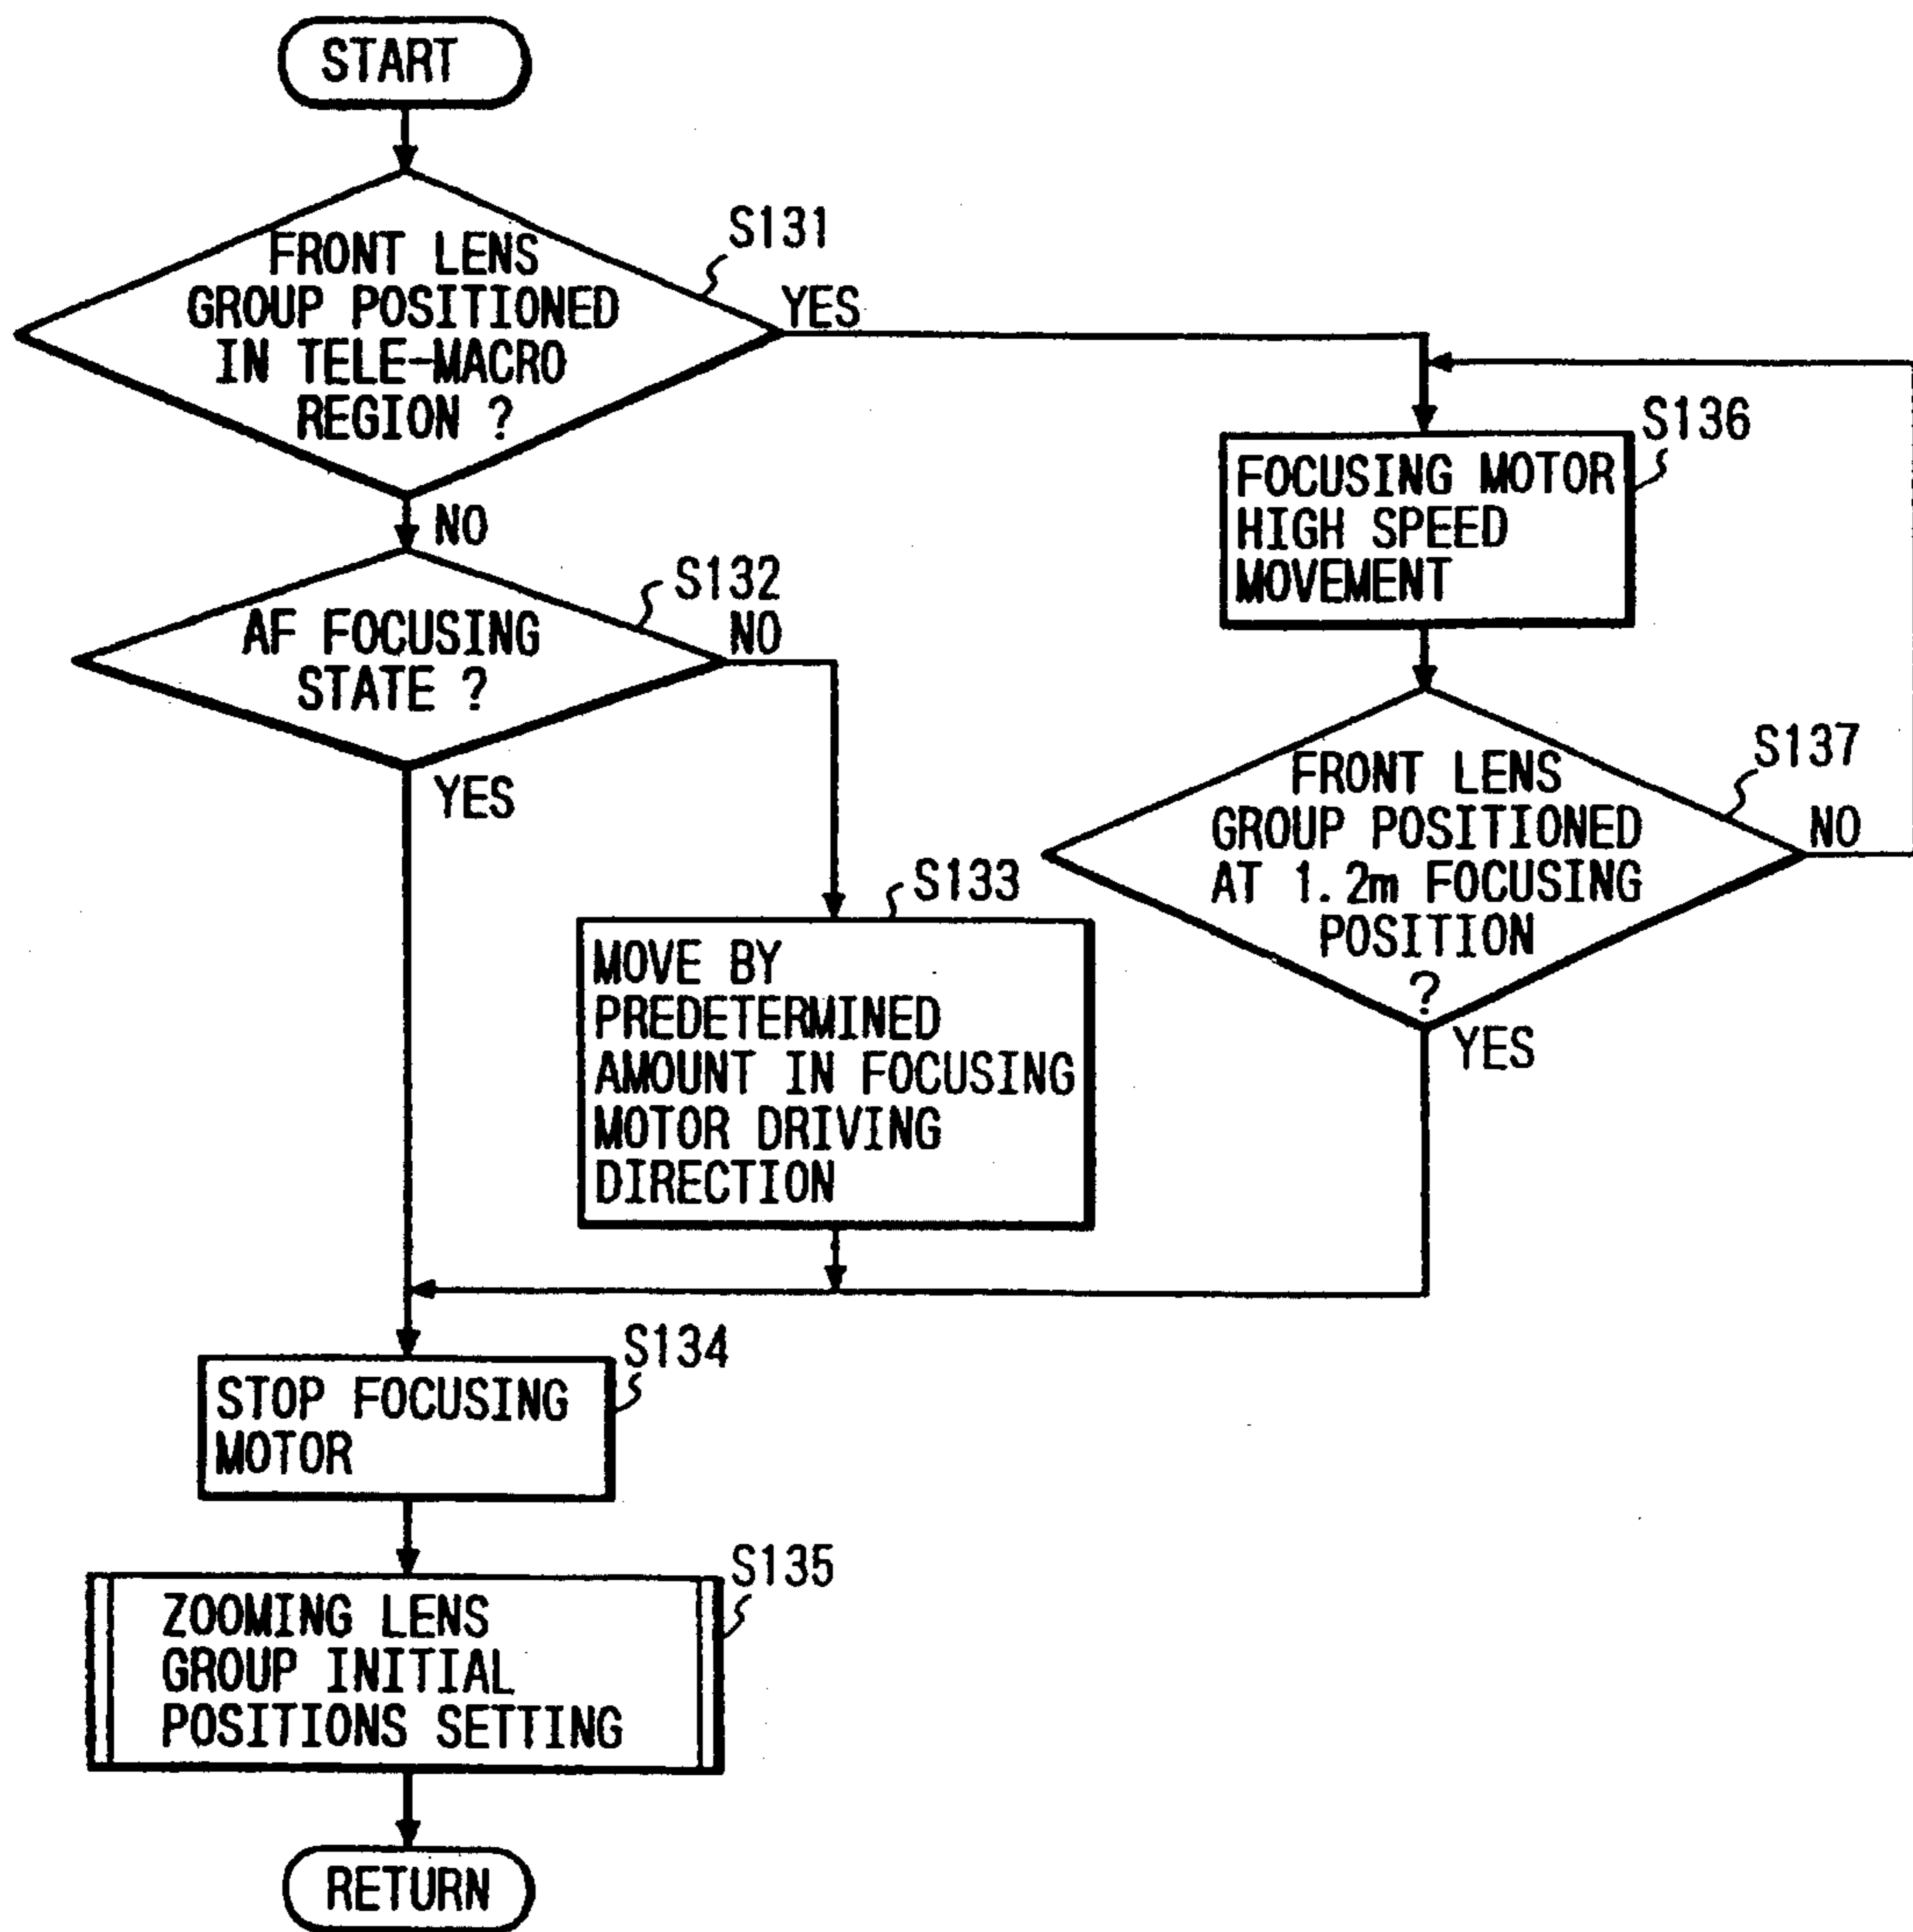 START
S131
FRONT LENS
GROUP POSITIONED
IN TELE-MACRO
REGION ?
YES
NO
S132
AF FOCUSING
STATE ?
NO
YES
S133
MOVE BY
PREDETERMINED
AMOUNT IN FOCUSING
MOTOR DRIVING
DIRECTION
S136
FOCUSING MOTOR
HIGH SPEED
MOVEMENT
S137
FRONT LENS
GROUP POSITIONED
AT 1.2m FOCUSING
POSITION
?
NO
YES
S134
STOP FOCUSING
MOTOR
S135
ZOOMING LENS
GROUP INITIAL
POSITIONS SETTING
RETURN